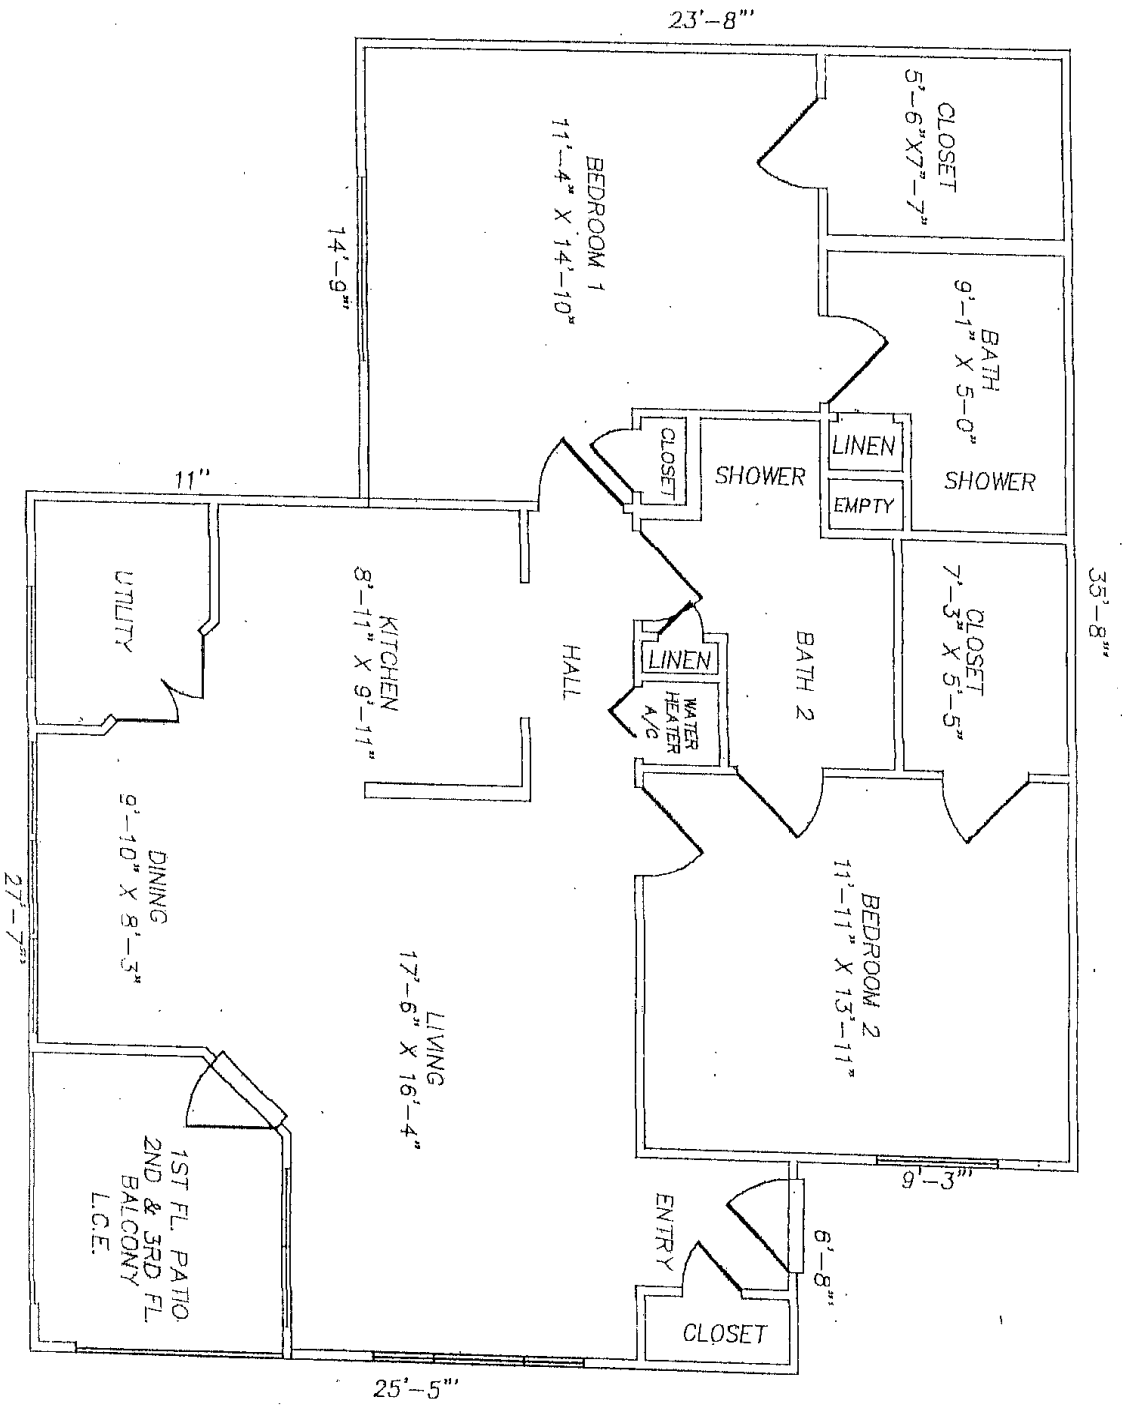 23'-8"'
CLOSET
5'-6"X7"-7"
BEDROOM 1
11'-4" X 14'-10"
14'-9"'
BATH
9'-1" X 5-0"
LINEN
SHOWER
CLOSET
SHOWER
EMPTY
11"
35'-8"'
UTILITY
KITCHEN
8'-11" X 9'-11"
HALL
LINEN
WATER
HEATER
A/C
BATH 2
CLOSET
7'-3" X 5'-5"
DINING
9'-10" X 8'-3"
27'-7"'
LIVING
17'-6" X 16'-4"
BEDROOM 2
11'-11" X 13'-11"
9'-3"'
ENTRY
6'-8"'
CLOSET
1ST FL. PATIO
2ND & 3RD FL
BALCONY
L.C.E.
25'-5"'